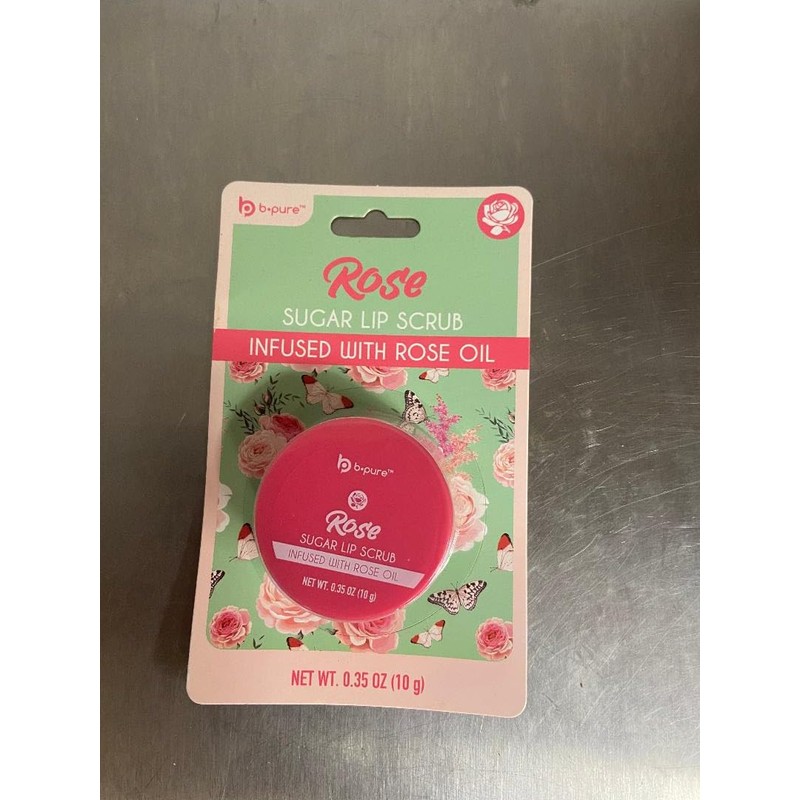 b•pure™
Rose
SUGAR LIP SCRUB
INFUSED WITH ROSE OIL
b•pure™
Rose
SUGAR LIP SCRUB
INFUSED WITH ROSE OIL
NET WT. 0.35 OZ (10 g)
NET WT. 0.35 OZ (10 g)